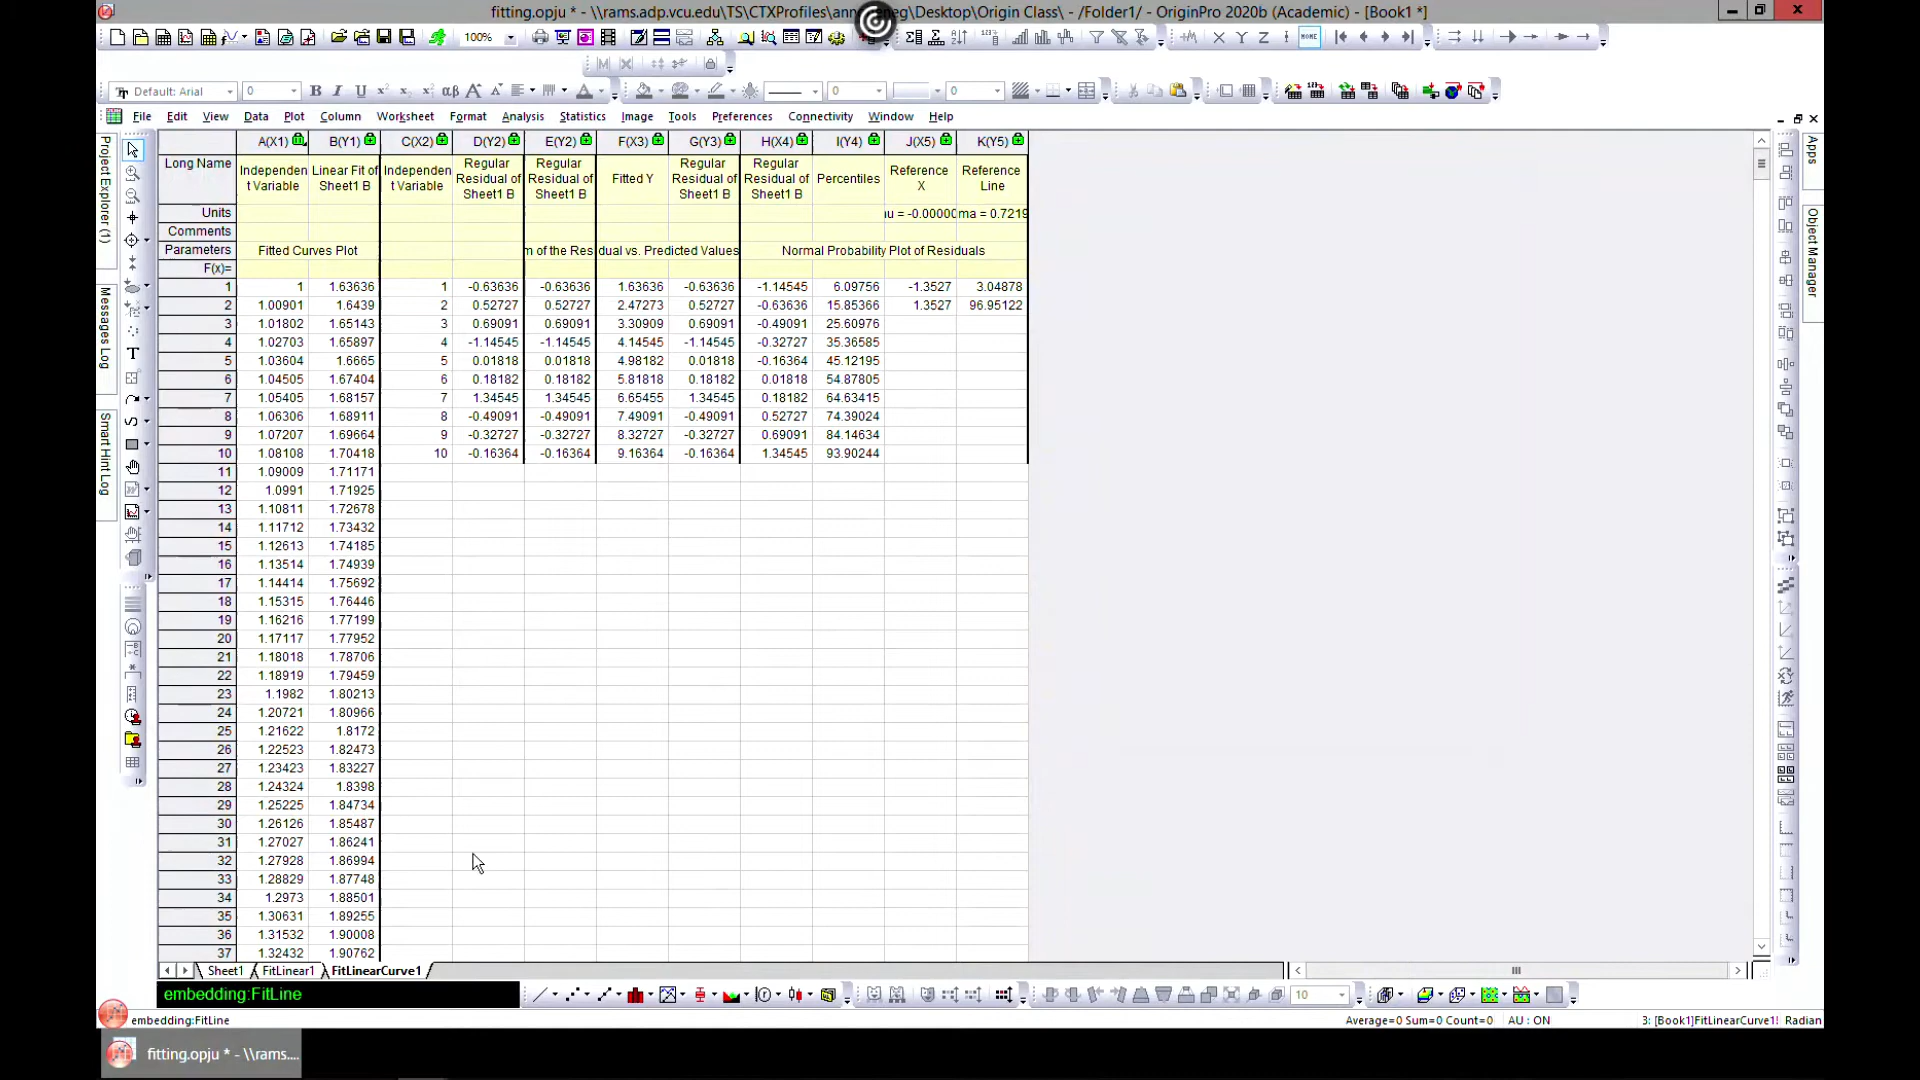 fitting.opju * - \\rams.adp.vcu.edu\TS\CTXProfiles\ann eg\Desktop\Origin Class\ - /Folder1/ - OriginPro 2020b (Academic) - [Book1 *]
100%
Default: Arial 0 B I U αβ A A A 0 0
File Edit View Data Plot Column Worksheet Format Analysis Statistics Image Tools Preferences Connectivity Window Help
Project Explorer (1)
Messages Log
Smart Hint Log
Apps
Object Manager
A(X1) B(Y1) C(X2) D(Y2) E(Y2) F(X3) G(Y3) H(X4) I(Y4) J(X5) K(Y5)
Long Name Independen t Variable Linear Fit of Sheet1 B Independen t Variable Regular Residual of Sheet1 B Regular Residual of Sheet1 B Fitted Y Regular Residual of Sheet1 B Regular Residual of Sheet1 B Percentiles Reference X Reference Line
Units u = -0.0000 ma = 0.7219
Comments
Parameters Fitted Curves Plot m of the Res dual vs. Predicted Values Normal Probability Plot of Residuals
F(x)=
1 1 1.63636 1 -0.63636 -0.63636 1.63636 -0.63636 -1.14545 6.09756 -1.3527 3.04878
2 1.00901 1.6439 2 0.52727 0.52727 2.47273 0.52727 -0.63636 15.85366 1.3527 96.95122
3 1.01802 1.65143 3 0.69091 0.69091 3.30909 0.69091 -0.49091 25.60976
4 1.02703 1.65897 4 -1.14545 -1.14545 4.14545 -1.14545 -0.32727 35.36585
5 1.03604 1.6665 5 0.01818 0.01818 4.98182 0.01818 -0.16364 45.12195
6 1.04505 1.67404 6 0.18182 0.18182 5.81818 0.18182 0.01818 54.87805
7 1.05405 1.68157 7 1.34545 1.34545 6.65455 1.34545 0.18182 64.63415
8 1.06306 1.68911 8 -0.49091 -0.49091 7.49091 -0.49091 0.52727 74.39024
9 1.07207 1.69664 9 -0.32727 -0.32727 8.32727 -0.32727 0.69091 84.14634
10 1.08108 1.70418 10 -0.16364 -0.16364 9.16364 -0.16364 1.34545 93.90244
11 1.09009 1.71171
12 1.0991 1.71925
13 1.10811 1.72678
14 1.11712 1.73432
15 1.12613 1.74185
16 1.13514 1.74939
17 1.14414 1.75692
18 1.15315 1.76446
19 1.16216 1.77199
20 1.17117 1.77952
21 1.18018 1.78706
22 1.18919 1.79459
23 1.1982 1.80213
24 1.20721 1.80966
25 1.21622 1.8172
26 1.22523 1.82473
27 1.23423 1.83227
28 1.24324 1.8398
29 1.25225 1.84734
30 1.26126 1.85487
31 1.27027 1.86241
32 1.27928 1.86994
33 1.28829 1.87748
34 1.2973 1.88501
35 1.30631 1.89255
36 1.31532 1.90008
37 1.32432 1.90762
Sheet1 FitLinear1 FitLinearCurve1
embedding:FitLine
10
embedding:FitLine Average=0 Sum=0 Count=0 AU : ON 3: [Book1]FitLinearCurve1! Radian
fitting.opju * - \\rams....